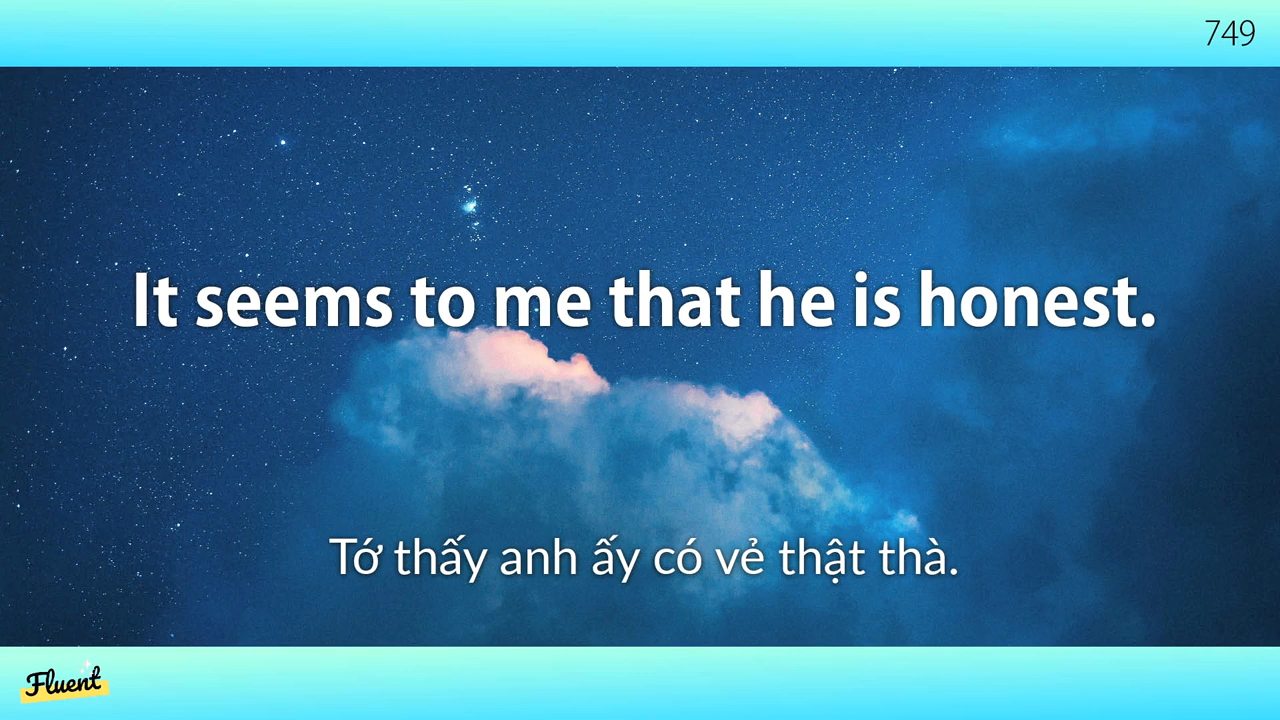 749
It seems to me that he is honest.
Tớ thấy anh ấy có vẻ thật thà.
Fluent